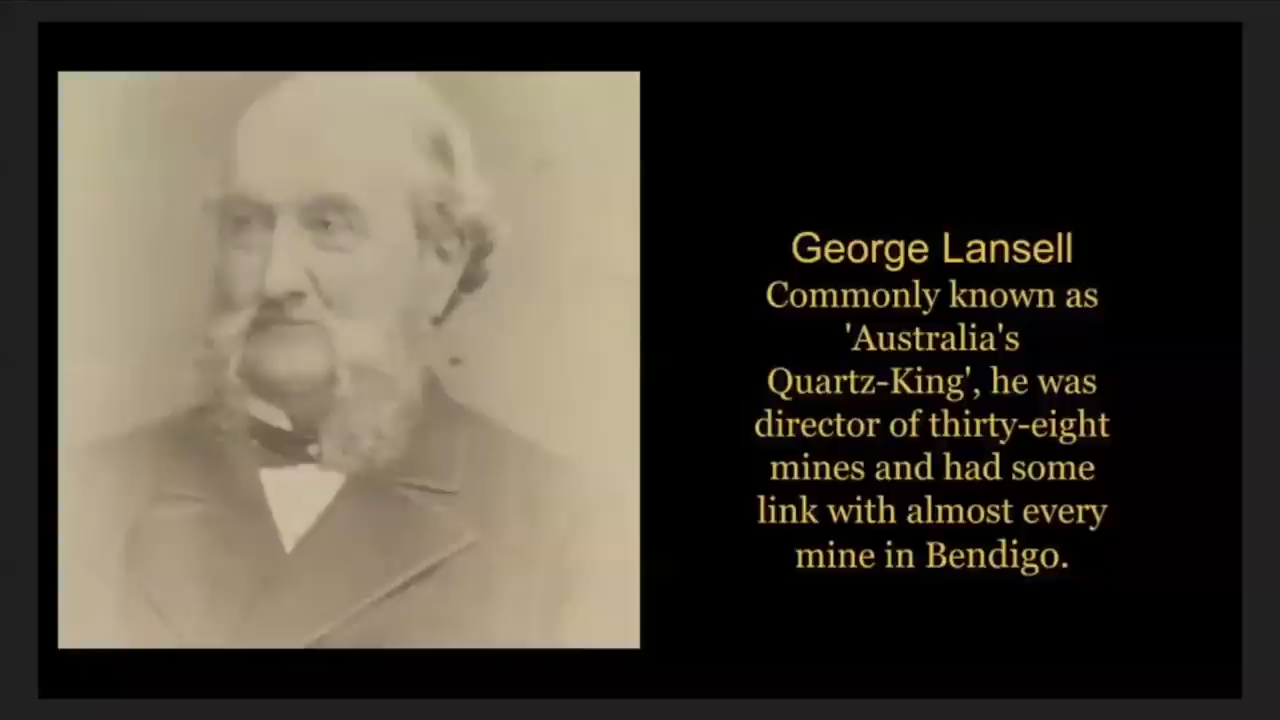 George Lansell
Commonly known as
'Australia's
Quartz-King', he was
director of thirty-eight
mines and had some
link with almost every
mine in Bendigo.